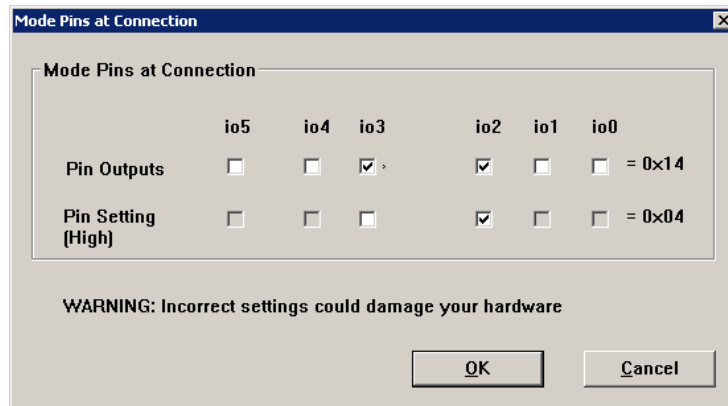 Mode Pins at Connection
Mode Pins at Connection
io5 io4 io3 io2 io1 io0
Pin Outputs = 0x14
Pin Setting = 0x04
(High)
WARNING: Incorrect settings could damage your hardware
OK Cancel